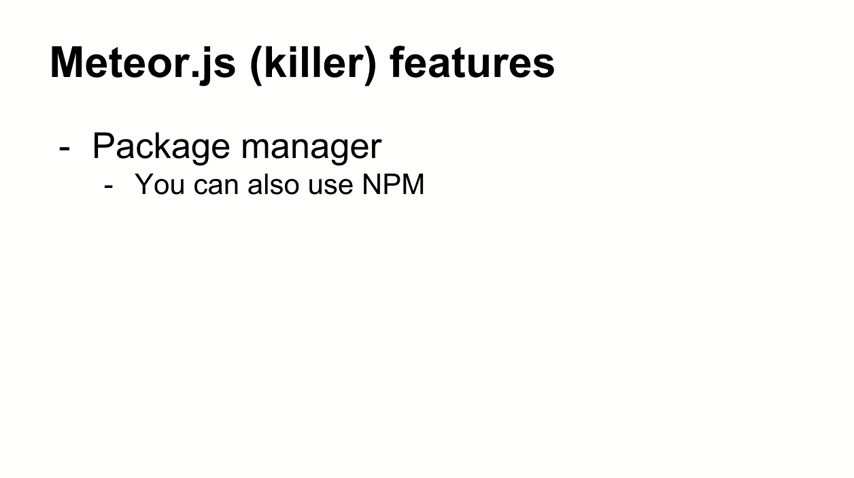 Meteor.js (killer) features
- Package manager
- You can also use NPM